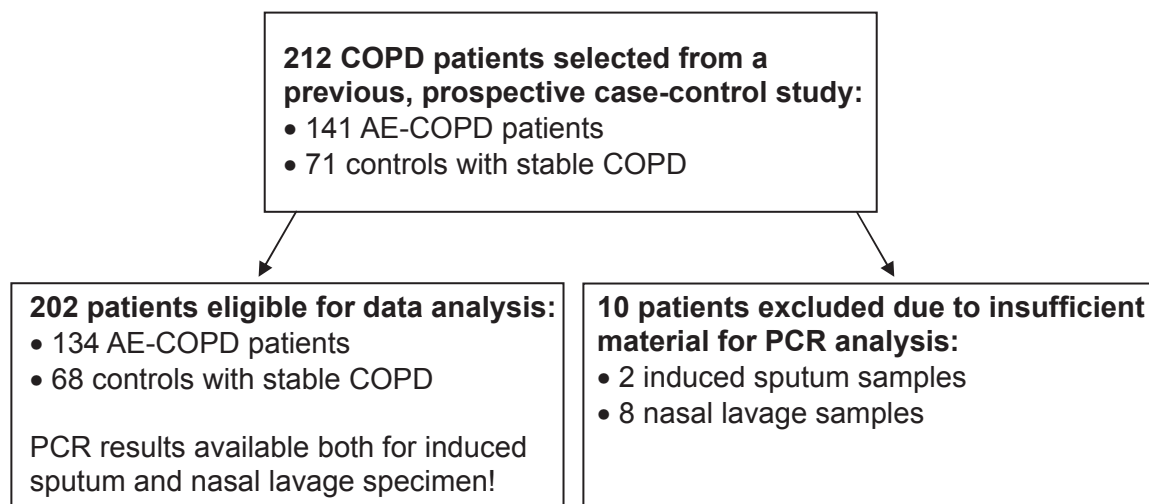 212 COPD patients selected from a
previous, prospective case-control study:
• 141 AE-COPD patients
• 71 controls with stable COPD
202 patients eligible for data analysis:
• 134 AE-COPD patients
• 68 controls with stable COPD
PCR results available both for induced
sputum and nasal lavage specimen!
10 patients excluded due to insufficient
material for PCR analysis:
• 2 induced sputum samples
• 8 nasal lavage samples